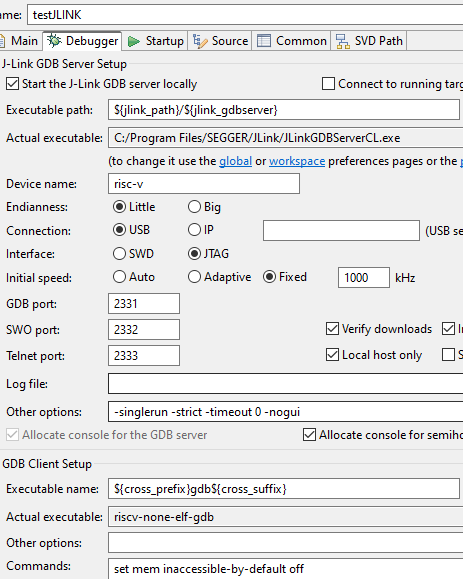 ame: testJLINK
Main Debugger Startup Source Common SVD Path
J-Link GDB Server Setup
Start the J-Link GDB server locally Connect to running targ
Executable path: ${jlink_path}/${jlink_gdbserver}
Actual executable: C:/Program Files/SEGGER/JLink/JLinkGDBServerCL.exe
(to change it use the global or workspace preferences pages or the p
Device name: risc-v
Endianness: Little Big
Connection: USB IP (USB se
Interface: SWD JTAG
Initial speed: Auto Adaptive Fixed 1000 kHz
GDB port: 2331
SWO port: 2332 Verify downloads
Telnet port: 2333 Local host only
Log file:
Other options: -singlerun -strict -timeout 0 -nogui
Allocate console for the GDB server Allocate console for semiho
GDB Client Setup
Executable name: ${cross_prefix}gdb${cross_suffix}
Actual executable: riscv-none-elf-gdb
Other options:
Commands: set mem inaccessible-by-default off